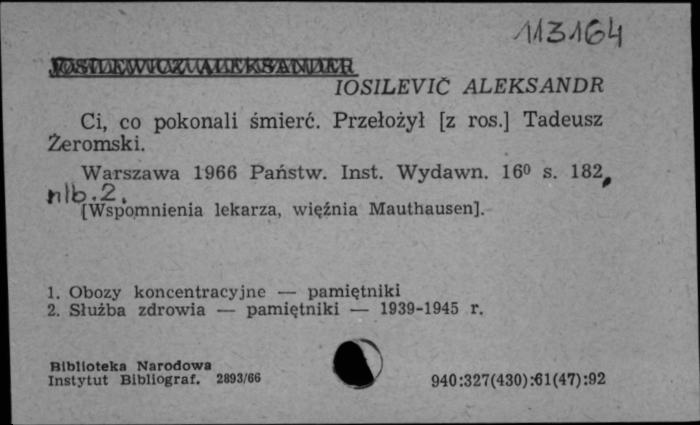 113164
JOSILEWICZ ALEKSANDER
IOSILEVIČ ALEKSANDR
Ci, co pokonali śmierć. Przełożył [z ros.] Tadeusz
Żeromski.
Warszawa 1966 Państw. Inst. Wydawn. 16⁰ s. 182,
nlb. 2.
[Wspomnienia lekarza, więźnia Mauthausen].
1. Obozy koncentracyjne — pamiętniki
2. Służba zdrowia — pamiętniki — 1939-1945 r.
Biblioteka Narodowa
Instytut Bibliograf. 2893/66
940:327(430):61(47):92